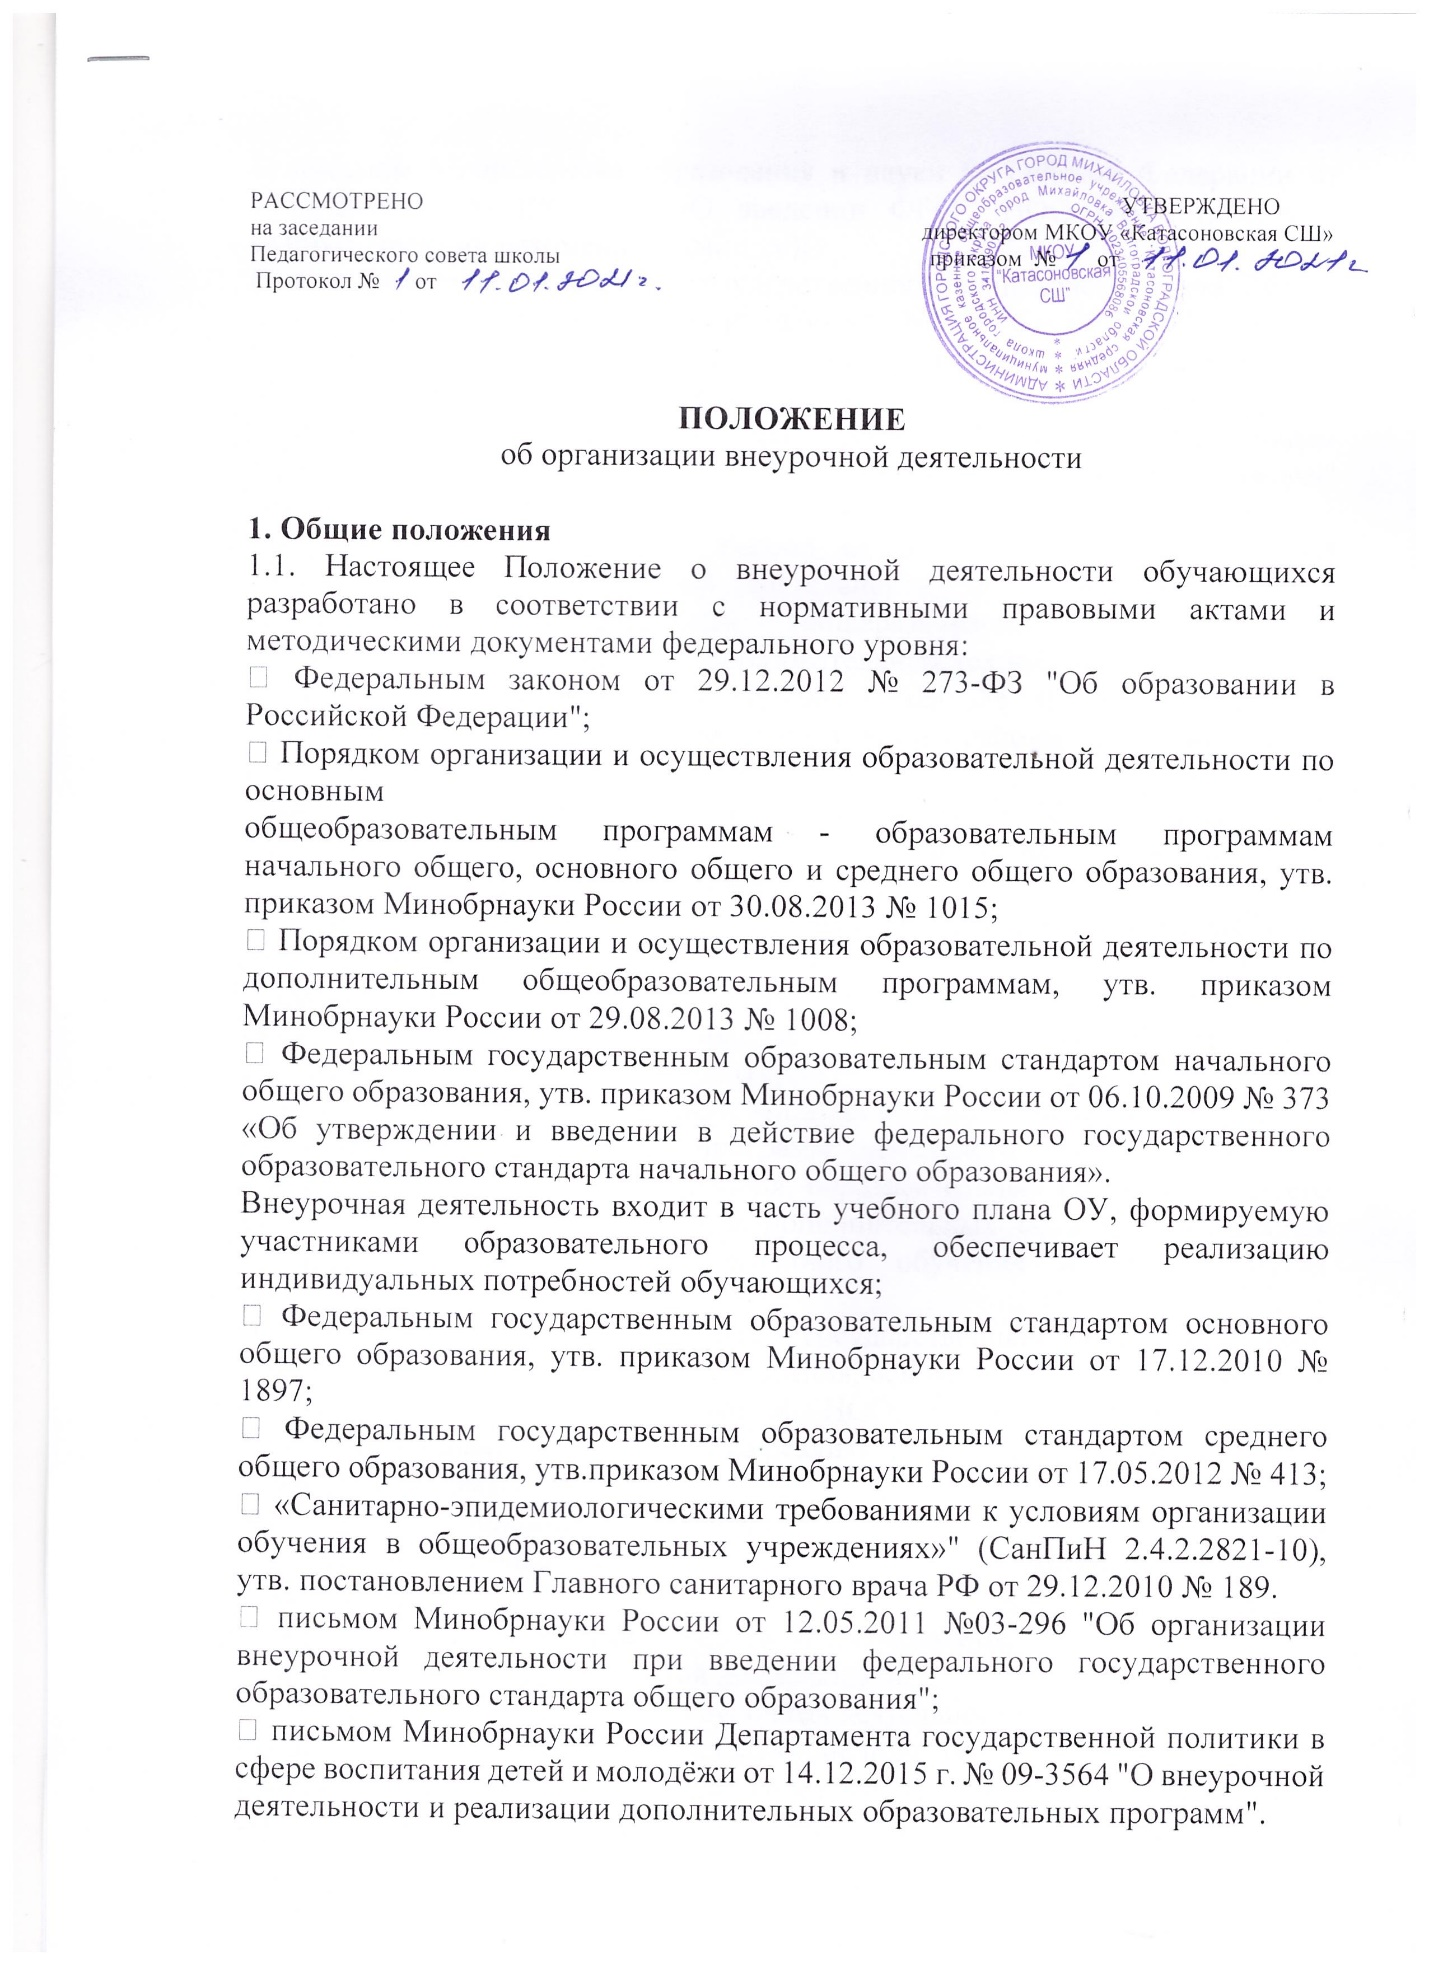 РАССМОТРЕНО
на заседании
Педагогического совета школы
Протокол № 1 от 11.01.2021г.
УТВЕРЖДЕНО
директором МКОУ «Катасоновская СШ»
приказом № 1 от 11.01.2021г
АДМИНИСТРАЦИЯ ГОРОДСКОГО ОКРУГА ГОРОД МИХАЙЛОВКА ВОЛГОГРАДСКОЙ ОБЛАСТИ
МКОУ
"Катасоновская
СШ"
ПОЛОЖЕНИЕ
об организации внеурочной деятельности
1. Общие положения
1.1. Настоящее Положение о внеурочной деятельности обучающихся
разработано в соответствии с нормативными правовыми актами и
методическими документами федерального уровня:
Федеральным законом от 29.12.2012 № 273-ФЗ "Об образовании в
Российской Федерации";
Порядком организации и осуществления образовательной деятельности по
основным
общеобразовательным программам - образовательным программам
начального общего, основного общего и среднего общего образования, утв.
приказом Минобрнауки России от 30.08.2013 № 1015;
Порядком организации и осуществления образовательной деятельности по
дополнительным общеобразовательным программам, утв. приказом
Минобрнауки России от 29.08.2013 № 1008;
Федеральным государственным образовательным стандартом начального
общего образования, утв. приказом Минобрнауки России от 06.10.2009 № 373
«Об утверждении и введении в действие федерального государственного
образовательного стандарта начального общего образования».
Внеурочная деятельность входит в часть учебного плана ОУ, формируемую
участниками образовательного процесса, обеспечивает реализацию
индивидуальных потребностей обучающихся;
Федеральным государственным образовательным стандартом основного
общего образования, утв. приказом Минобрнауки России от 17.12.2010 №
1897;
Федеральным государственным образовательным стандартом среднего
общего образования, утв.приказом Минобрнауки России от 17.05.2012 № 413;
«Санитарно-эпидемиологическими требованиями к условиям организации
обучения в общеобразовательных учреждениях»" (СанПиН 2.4.2.2821-10),
утв. постановлением Главного санитарного врача РФ от 29.12.2010 № 189.
письмом Минобрнауки России от 12.05.2011 №03-296 "Об организации
внеурочной деятельности при введении федерального государственного
образовательного стандарта общего образования";
письмом Минобрнауки России Департамента государственной политики в
сфере воспитания детей и молодёжи от 14.12.2015 г. № 09-3564 "О внеурочной
деятельности и реализации дополнительных образовательных программ".